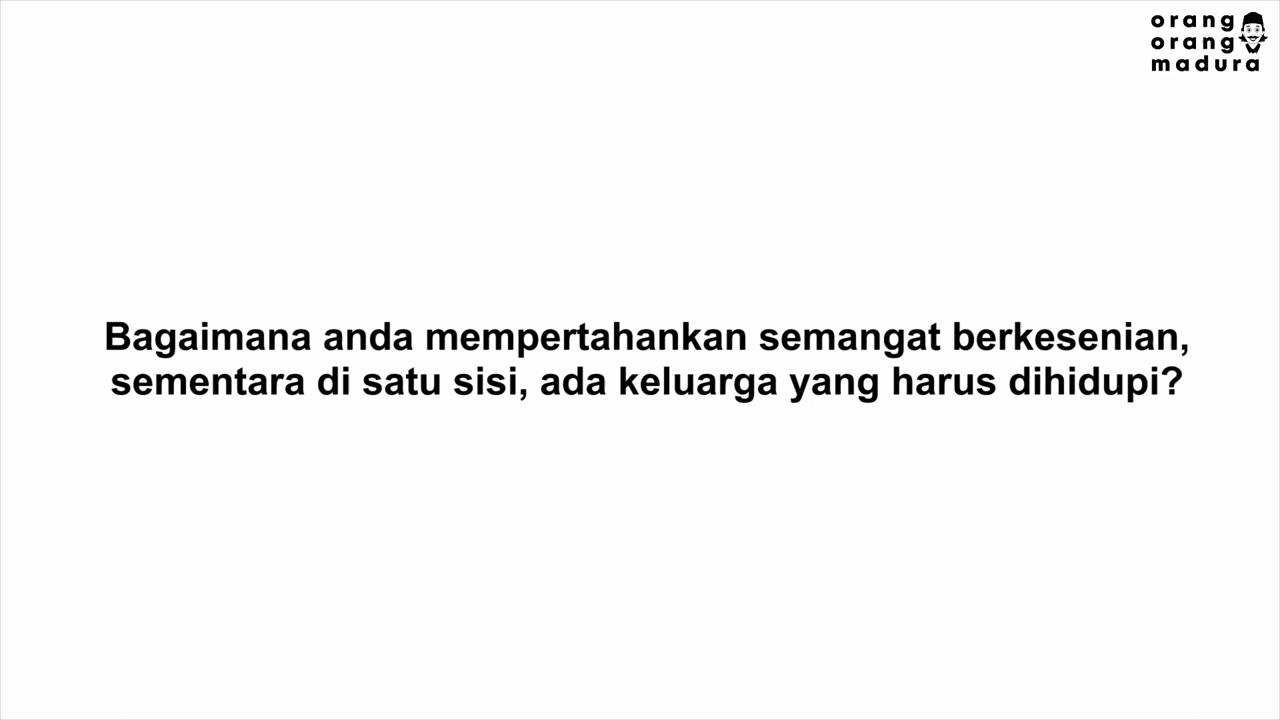 orang
orang
madura
Bagaimana anda mempertahankan semangat berkesenian,
sementara di satu sisi, ada keluarga yang harus dihidupi?